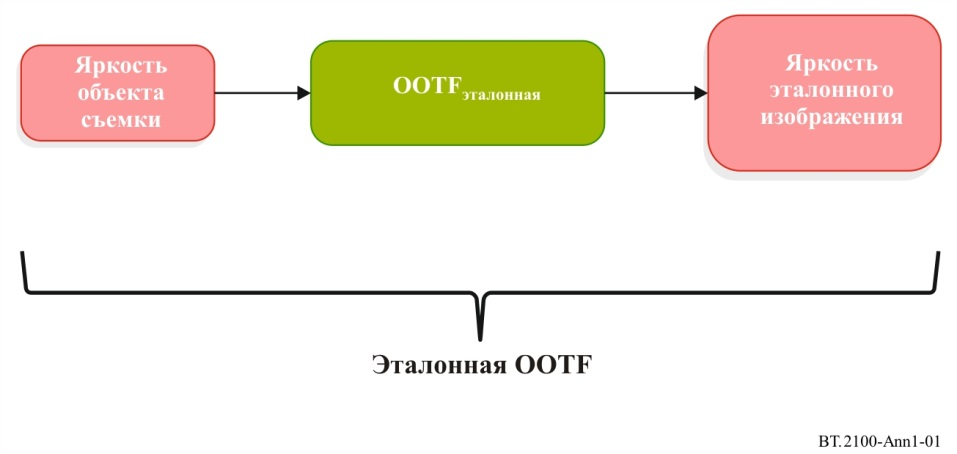 Яркость
объекта
съемки
OOTFэталонная
Яркость
эталонного
изображения
Эталонная OOTF
BT.2100-Ann1-01